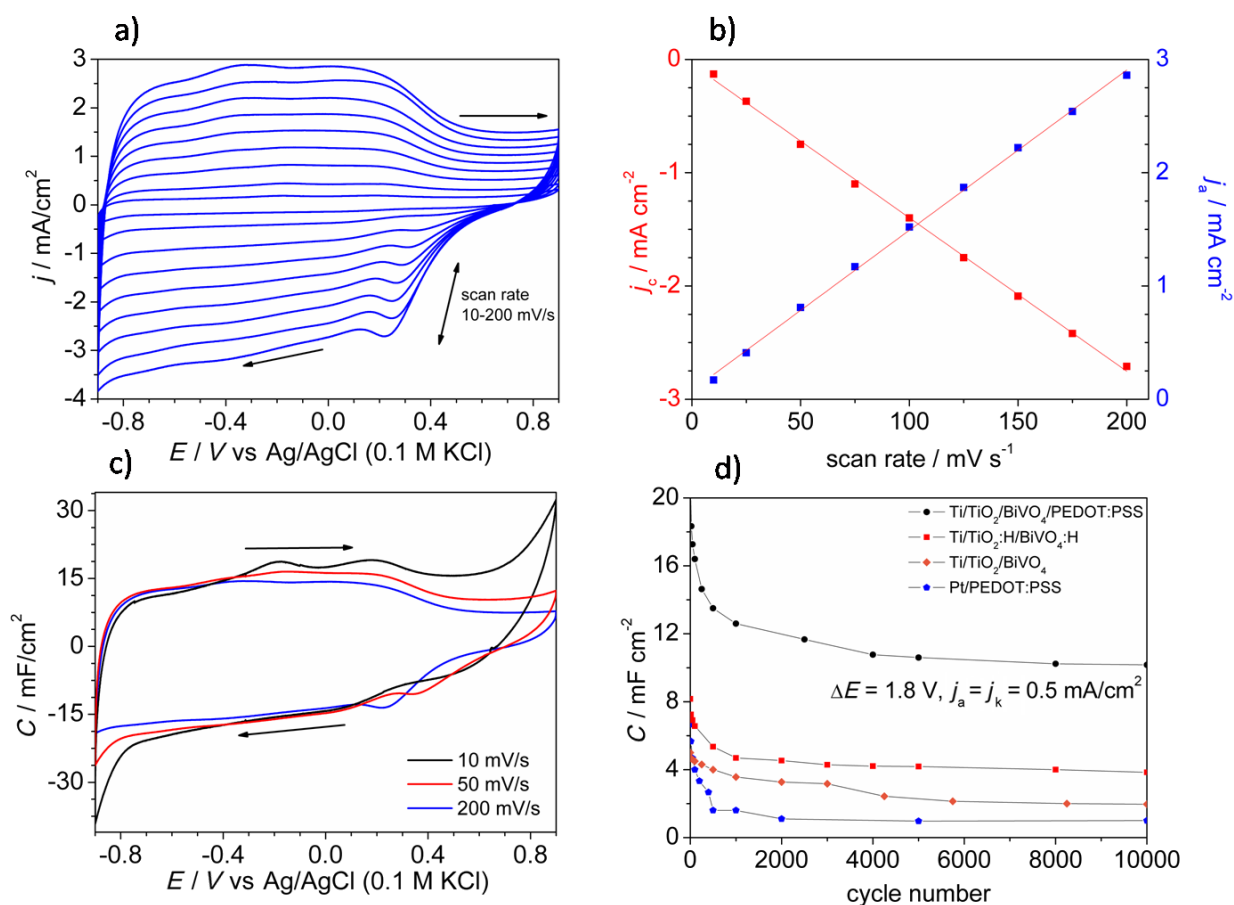 a)
3
2
1
0
-1
-2
-3
-4
j / mA/cm²
scan rate
10-200 mV/s
-0.8 -0.4 0.0 0.4 0.8
E / V vs Ag/AgCl (0.1 M KCl)
b)
0
-1
-2
-3
j_c / mA cm⁻²
3
2
1
0
j_a / mA cm⁻²
0 50 100 150 200
scan rate / mV s⁻¹
c)
30
15
0
-15
-30
C / mF/cm²
10 mV/s
50 mV/s
200 mV/s
-0.8 -0.4 0.0 0.4 0.8
E / V vs Ag/AgCl (0.1 M KCl)
d)
20
16
12
8
4
0
C / mF cm⁻²
Ti/TiO₂/BiVO₄/PEDOT:PSS
Ti/TiO₂:H/BiVO₄:H
Ti/TiO₂/BiVO₄
Pt/PEDOT:PSS
ΔE = 1.8 V, j_a = j_k = 0.5 mA/cm²
0 2000 4000 6000 8000 10000
cycle number